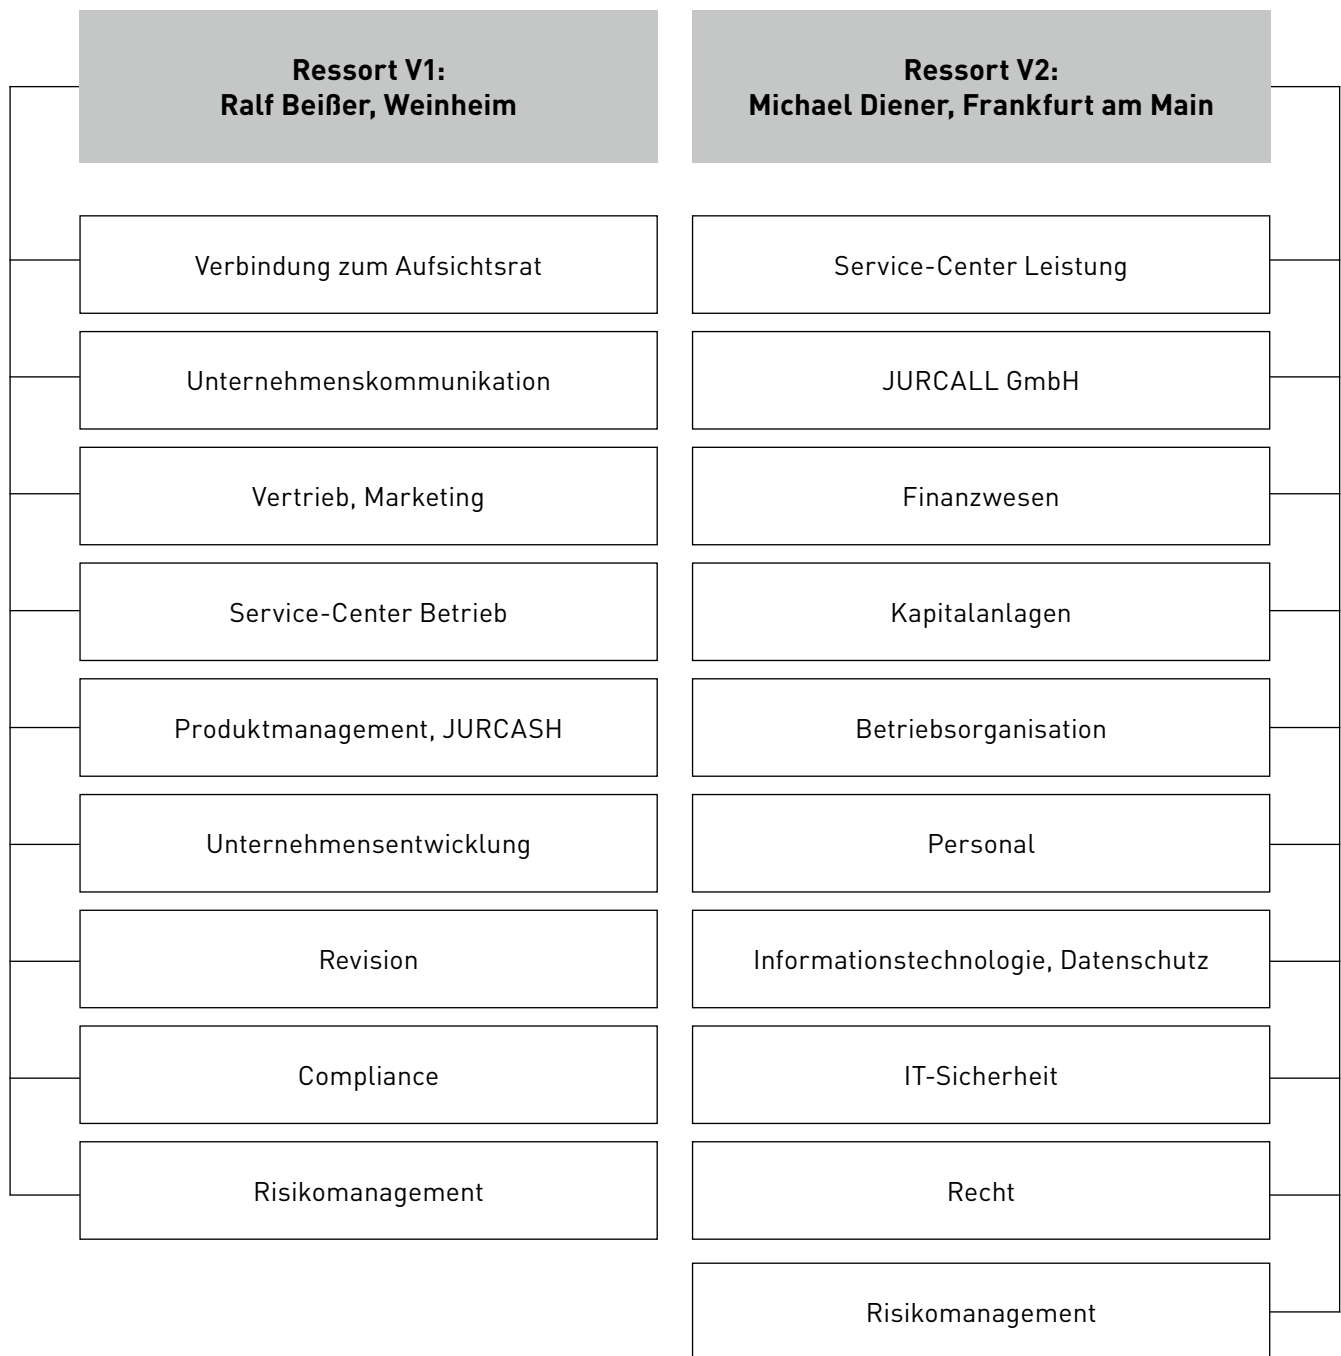 Ressort V1:
Ralf Beißer, Weinheim
Verbindung zum Aufsichtsrat
Unternehmenskommunikation
Vertrieb, Marketing
Service-Center Betrieb
Produktmanagement, JURCASH
Unternehmensentwicklung
Revision
Compliance
Risikomanagement
Ressort V2:
Michael Diener, Frankfurt am Main
Service-Center Leistung
JURCALL GmbH
Finanzwesen
Kapitalanlagen
Betriebsorganisation
Personal
Informationstechnologie, Datenschutz
IT-Sicherheit
Recht
Risikomanagement